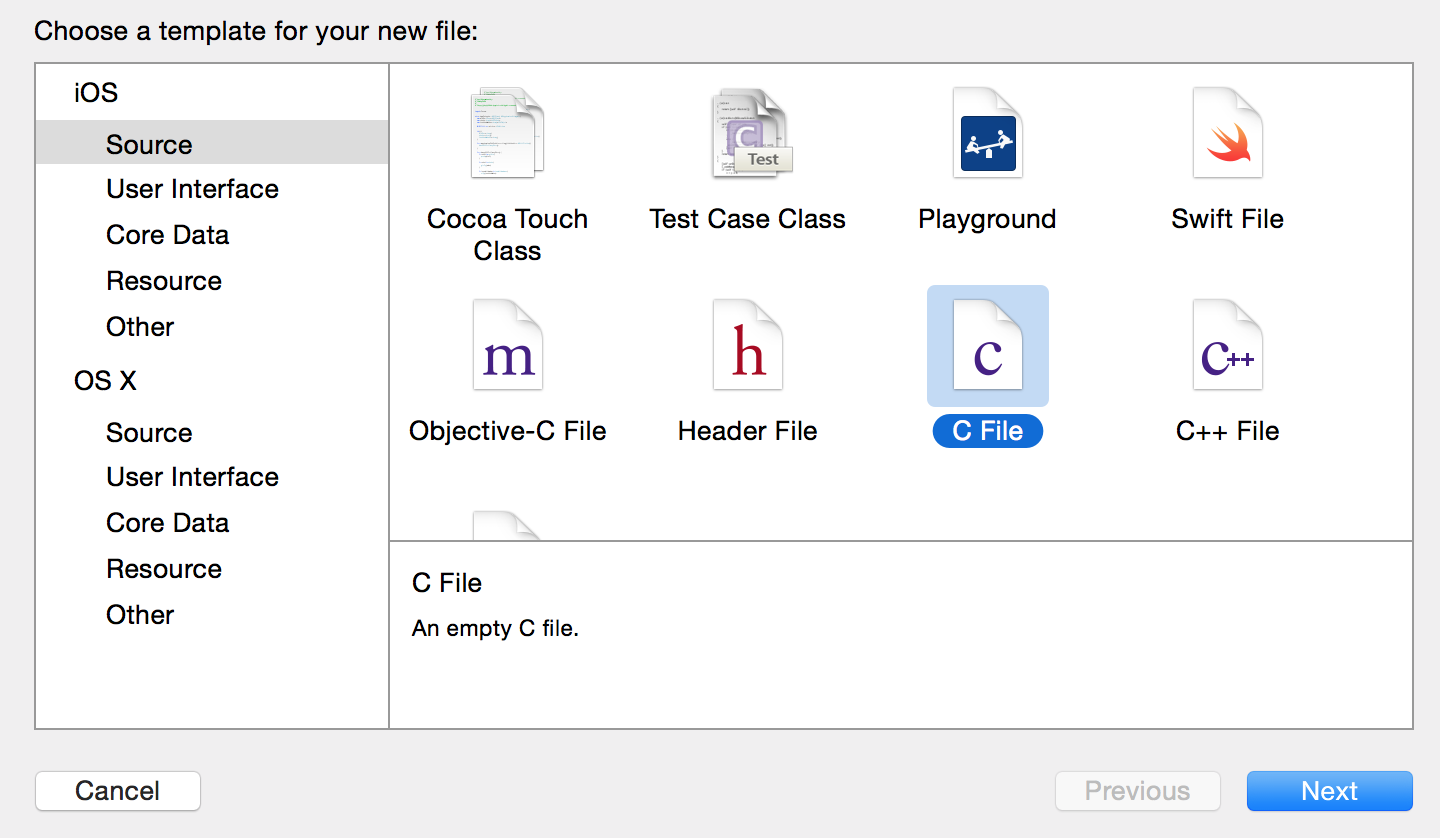 Choose a template for your new file:
iOS
Source
User Interface
Core Data
Resource
Other
OS X
Source
User Interface
Core Data
Resource
Other
Cocoa Touch
Class
C
Test
Test Case Class
Playground
Swift File
m
Objective-C File
h
Header File
c
C File
C++
C++ File
C File
An empty C file.
Cancel
Previous
Next